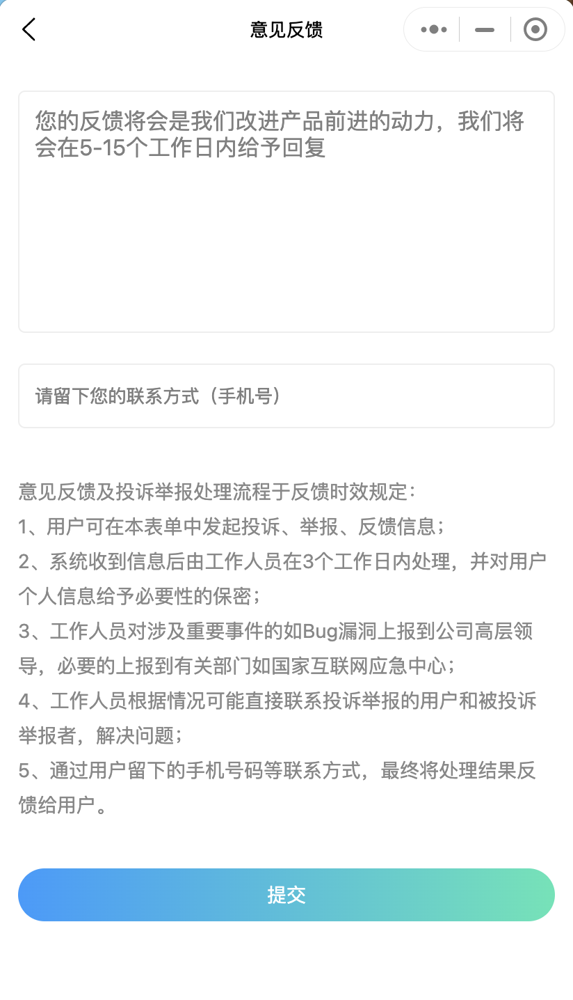 意见反馈
您的反馈将会是我们改进产品前进的动力，我们将
会在5-15个工作日内给予回复
请留下您的联系方式（手机号）
意见反馈及投诉举报处理流程于反馈时效规定：
1、用户可在本表单中发起投诉、举报、反馈信息；
2、系统收到信息后由工作人员在3个工作日内处理，并对用户
个人信息给予必要性的保密；
3、工作人员对涉及重要事件的如Bug漏洞上报到公司高层领
导，必要的上报到有关部门如国家互联网应急中心；
4、工作人员根据情况可能直接联系投诉举报的用户和被投诉
举报者，解决问题；
5、通过用户留下的手机号码等联系方式，最终将处理结果反
馈给用户。
提交